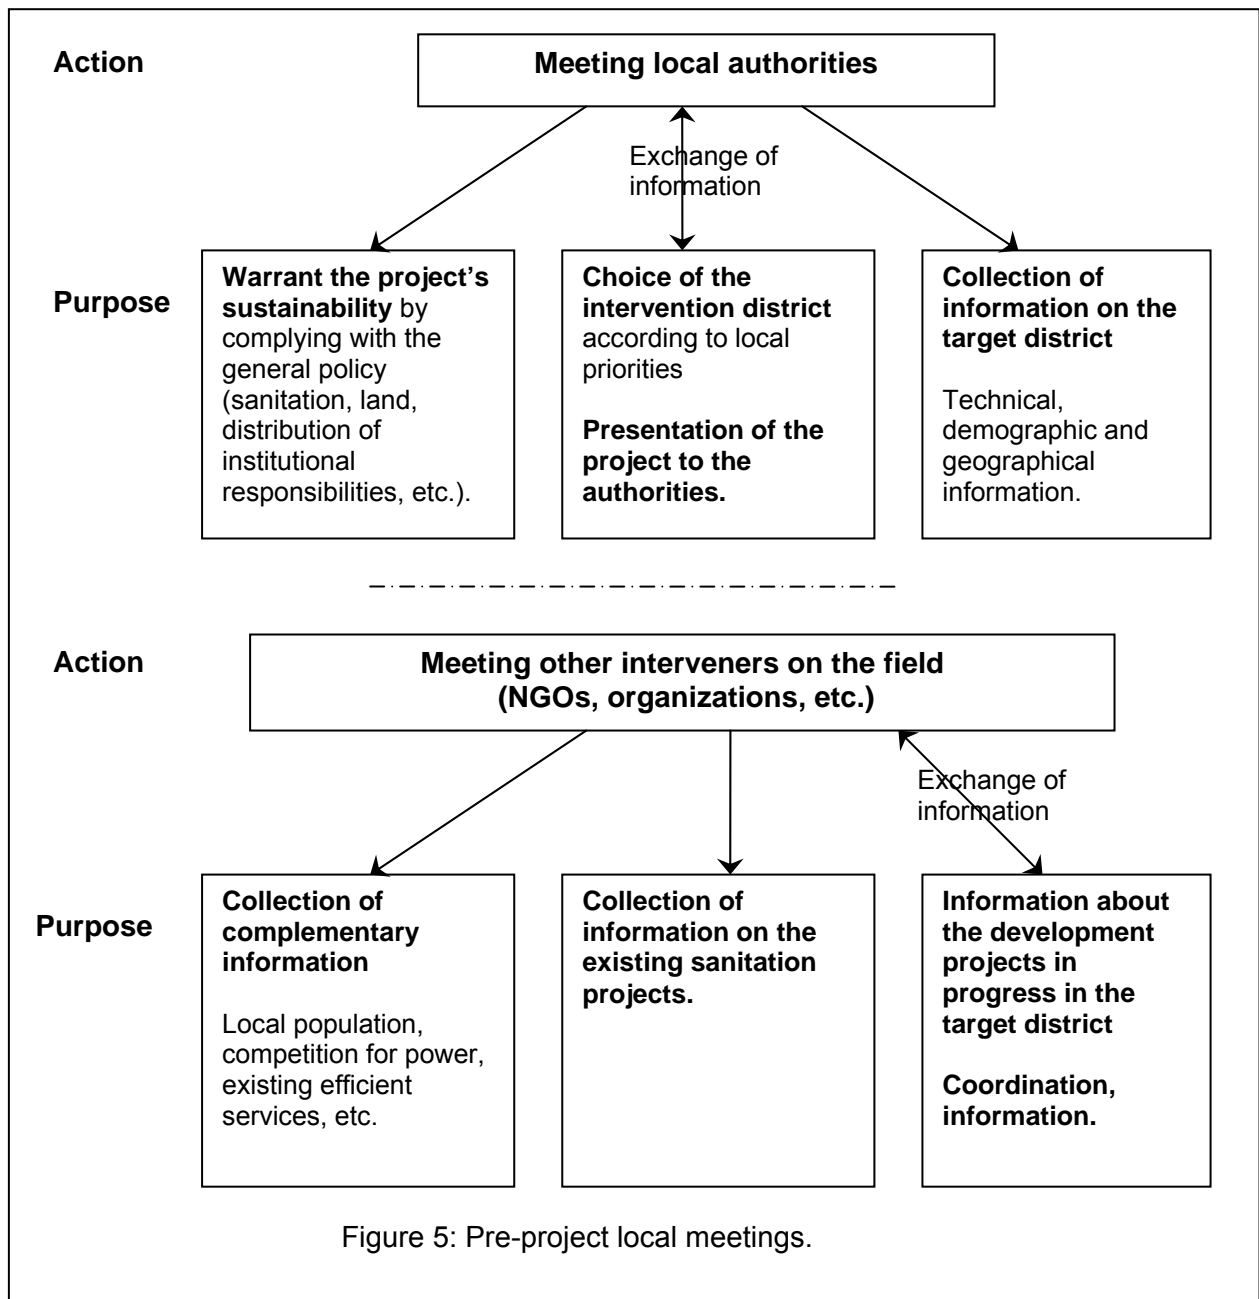 Action
Meeting local authorities
Exchange of
information
Purpose
Warrant the project's
sustainability by
complying with the
general policy
(sanitation, land,
distribution of
institutional
responsibilities, etc.).
Choice of the
intervention district
according to local
priorities
Presentation of the
project to the
authorities.
Collection of
information on the
target district
Technical,
demographic and
geographical
information.
Action
Meeting other interveners on the field
(NGOs, organizations, etc.)
Exchange of
information
Purpose
Collection of
complementary
information
Local population,
competition for power,
existing efficient
services, etc.
Collection of
information on the
existing sanitation
projects.
Information about
the development
projects in
progress in the
target district
Coordination,
information.
Figure 5: Pre-project local meetings.